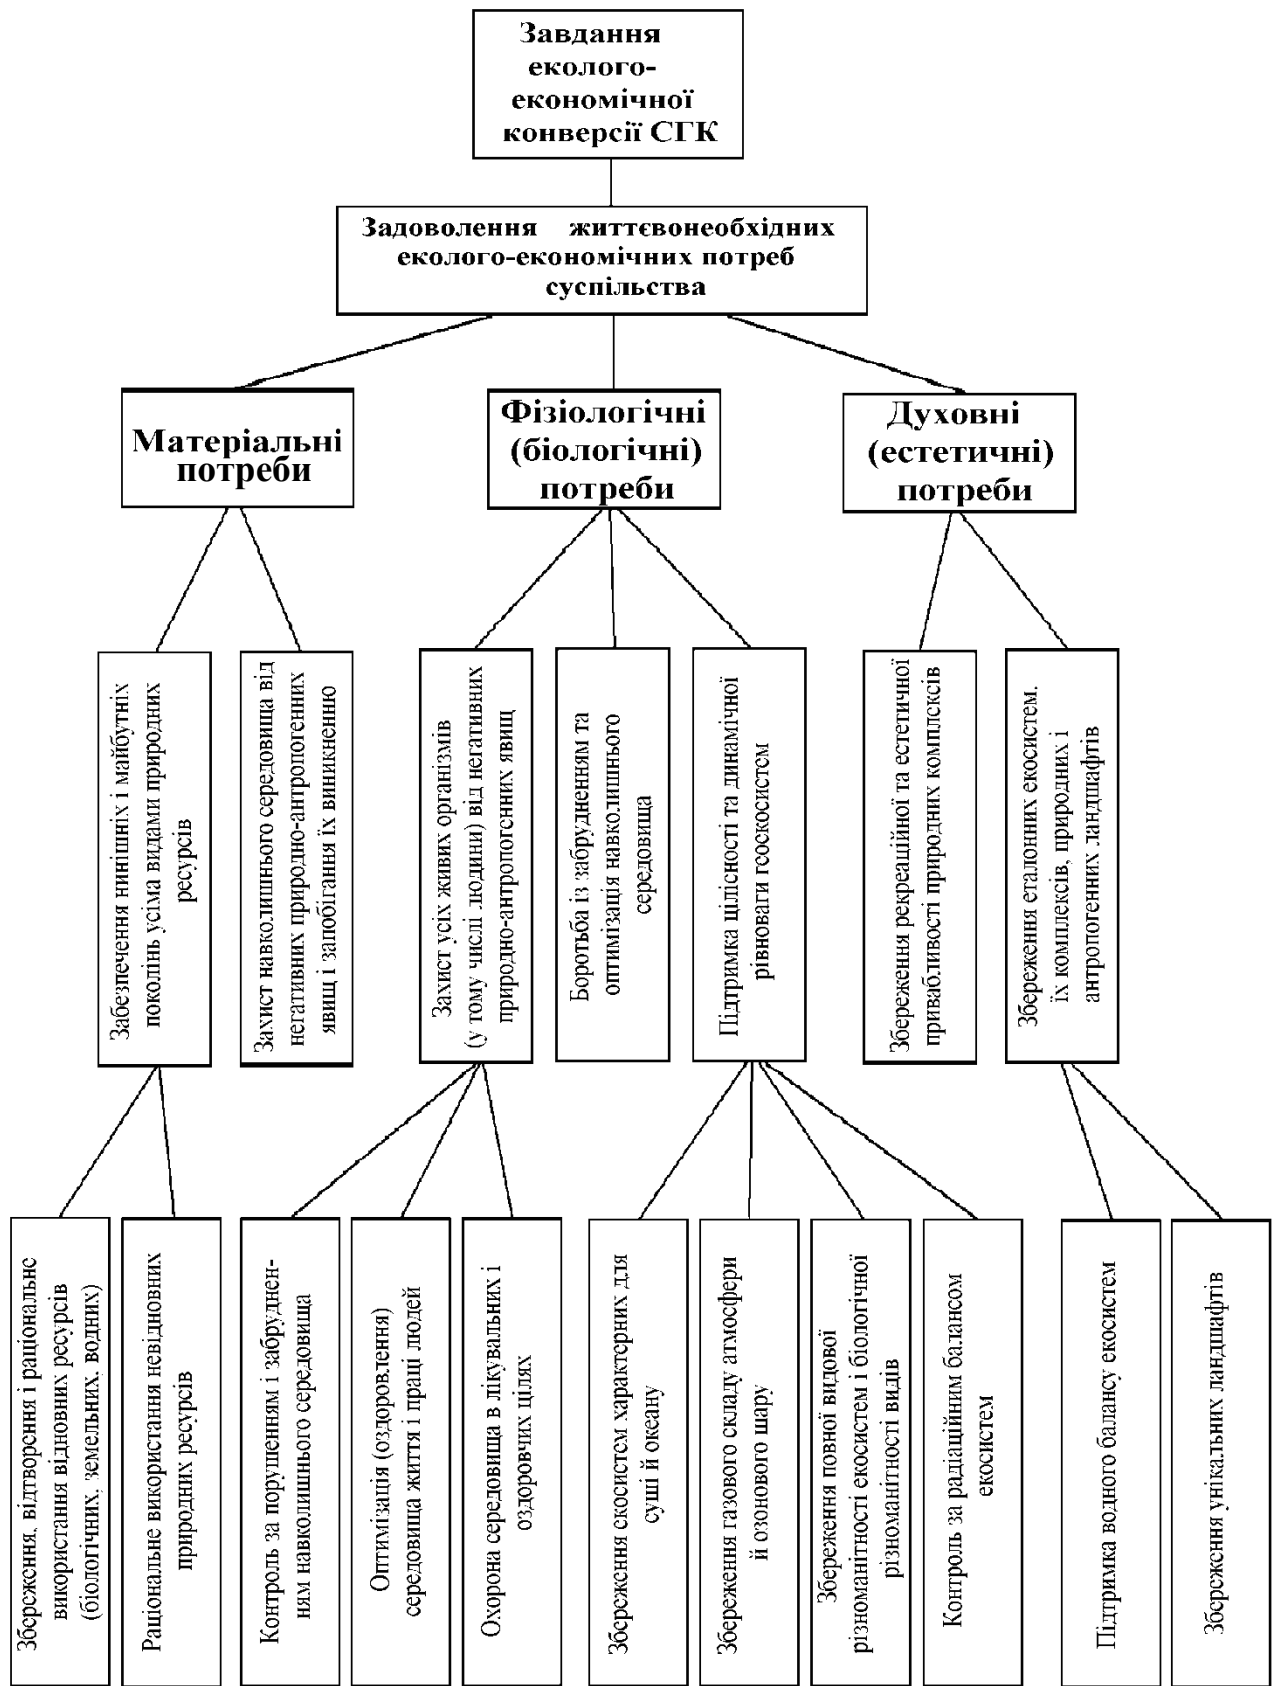 Завдання
еколого-
економічної
конверсії СГК
Задоволення життєвонеобхідних
еколого-економічних потреб
суспільства
Матеріальні
потреби
Фізіологічні
(біологічні)
потреби
Духовні
(естетичні)
потреби
Забезпечення нинішніх і майбутніх
поколінь усіма видами природних
ресурсів
Захист навколишнього середовища від
негативних природно-антропогенних
явищ і запобігання їх виникненню
Захист усіх живих організмів
(у тому числі людини) від негативних
природно-антропогенних явищ
Боротьба із забрудненням та
оптимізація навколишнього
середовища
Підтримка цілісності та динамічної
рівноваги геоекосистем
Збереження рекреаційної та естетичної
привабливості природних комплексів
Збереження еталонних екосистем.
їх комплексів, природних і
антропогенних ландшафтів
Збереження, відтворення і раціональне
використання відновних ресурсів
(біологічних, земельних, водних)
Раціональне використання невідновних
природних ресурсів
Контроль за порушенням і забруднен-
ням навколишнього середовища
Оптимізація (оздоровлення)
середовища життя і праці людей
Охорона середовища в лікувальних і
оздоровчих цілях
Збереження екосистем характерних для
суші й океану
Збереження газового складу атмосфери
й озонового шару
Збереження повної видової
різноманітності екосистем і біологічної
різноманітності видів
Контроль за радіаційним балансом
екосистем
Підтримка водного балансу екосистем
Збереження унікальних ландшафтів